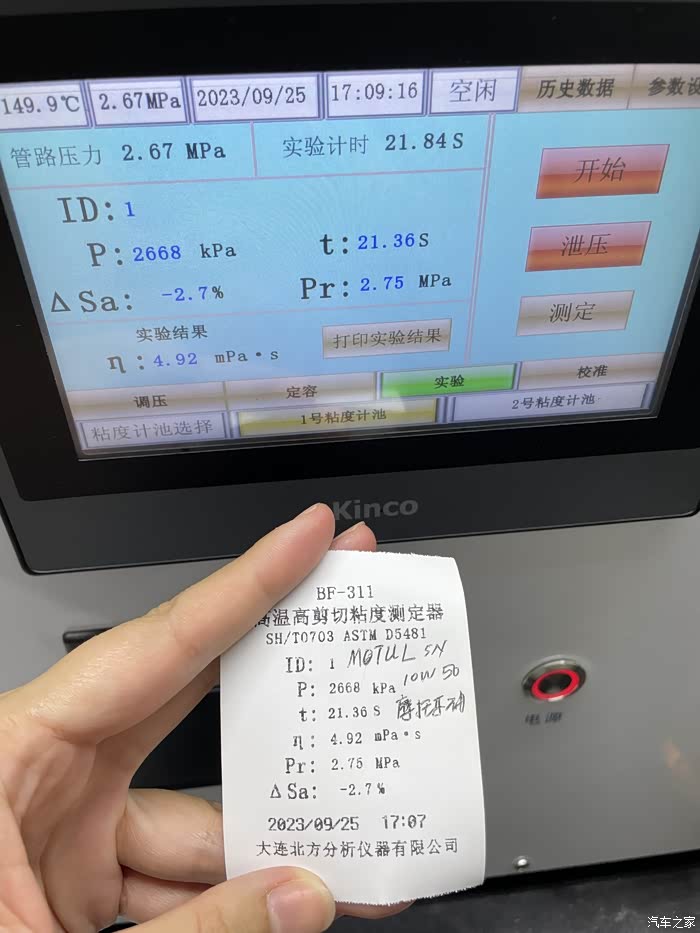 149.9℃ 2.67MPa 2023/09/25 17:09:16 空闲 历史数据 参数设
管路压力 2.67 MPa 实验计时 21.84 S
开始
ID: 1
P: 2668 kPa t: 21.36 S
泄压
ΔSa: -2.7% Pr: 2.75 MPa
实验结果
测定
η: 4.92 mPa·s 打印实验结果
调压 定容 实验 校准
粘度计池选择 1号粘度计池 2号粘度计池
Kinco
BF-311
高温高剪切粘度测定器
SH/T0703 ASTM D5481
ID: 1 MOTUL SN
P: 2668 kPa 10W 50
t: 21.36 S
η: 4.92 mPa·s
Pr: 2.75 MPa
ΔSa: -2.7%
2023/09/25 17:07
大连北方分析仪器有限公司
电源
汽车之家